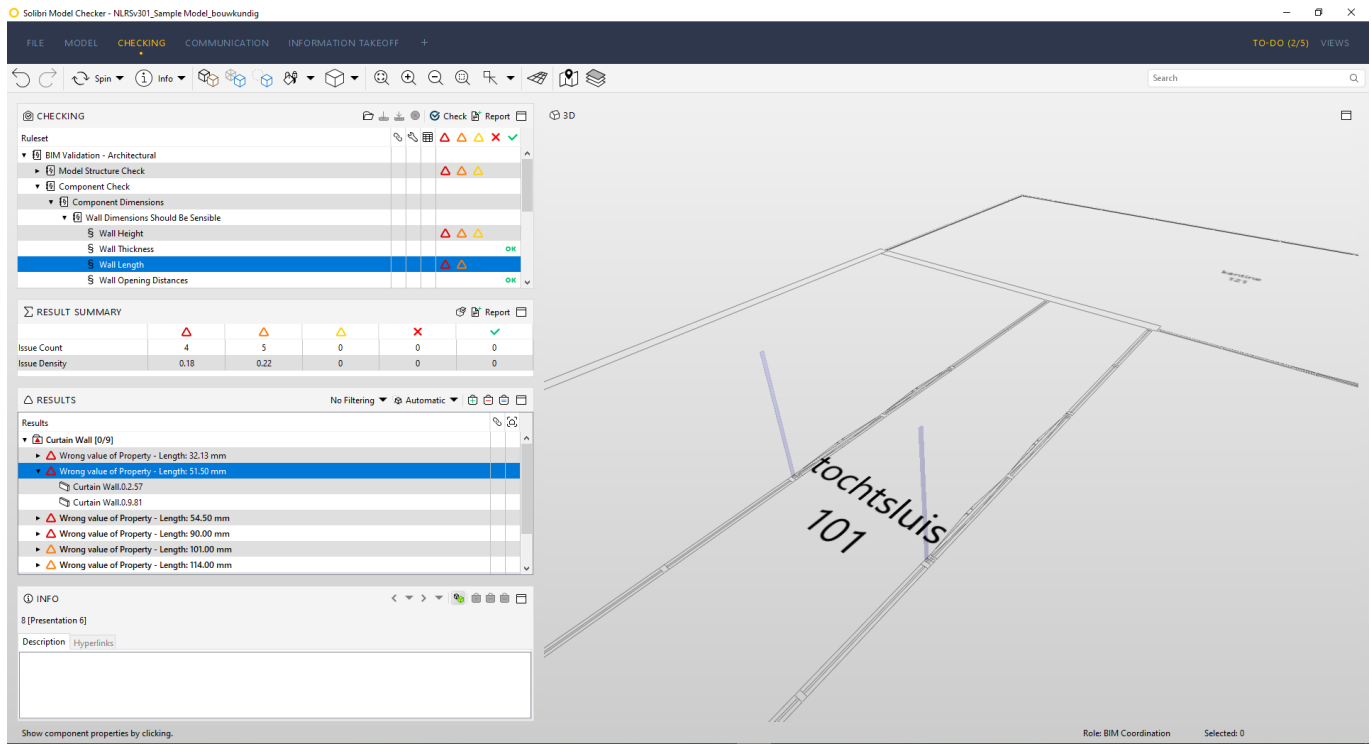 Solibri Model Checker - NLRSv301_Sample Model_bouwkundig
FILE MODEL CHECKING COMMUNICATION INFORMATION TAKEOFF + TO-DO (2/5) VIEWS
Spin Info Search
CHECKING Check Report
3D
Ruleset
BIM Validation - Architectural
Model Structure Check
Component Check
Component Dimensions
Wall Dimensions Should Be Sensible
§ Wall Height
§ Wall Thickness OK
§ Wall Length
§ Wall Opening Distances OK
RESULT SUMMARY Report
Issue Count 4 5 0 0 0
Issue Density 0.18 0.22 0 0 0
RESULTS No Filtering Automatic
Results
Curtain Wall [0/9]
Wrong value of Property - Length: 32.13 mm
Wrong value of Property - Length: 51.50 mm
Curtain Wall.0.2.57
Curtain Wall.0.9.81
Wrong value of Property - Length: 54.50 mm
Wrong value of Property - Length: 90.00 mm
Wrong value of Property - Length: 101.00 mm
Wrong value of Property - Length: 114.00 mm
INFO
8 [Presentation 6]
Description Hyperlinks
kantine
121
tochtsluis
101
Show component properties by clicking. Role: BIM Coordination Selected: 0